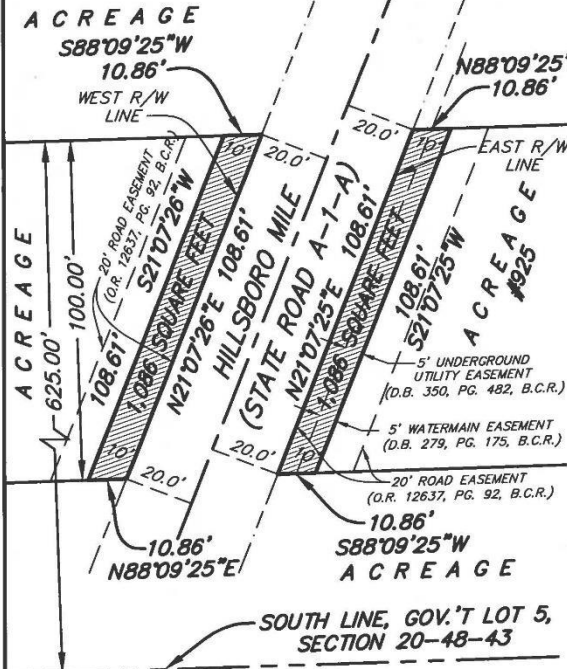 ACREAGE
S88°09'25"W
10.86'
WEST R/W
LINE
N88°09'25"
10.86'
EAST R/W
LINE
10'
20.0'
20.0'
10'
20' ROAD EASEMENT
(O.R. 12637, PG. 92, B.C.R.)
S21°07'26"W
108.61'
1,086 SQUARE FEET
N21°07'26"E 108.61'
HILLSBORO MILE
(STATE ROAD A-1-A)
N21°07'25"E 108.61'
1,086 SQUARE FEET
108.61'
S21°07'25"W
ACREAGE
#925
ACREAGE
625.00'
100.00'
5' UNDERGROUND
UTILITY EASEMENT
(D.B. 350, PG. 482, B.C.R.)
5' WATERMAIN EASEMENT
(D.B. 279, PG. 175, B.C.R.)
20' ROAD EASEMENT
(O.R. 12637, PG. 92, B.C.R.)
10'
20.0'
20.0'
10'
10.86'
N88°09'25"E
10.86'
S88°09'25"W
ACREAGE
SOUTH LINE, GOV.'T LOT 5,
SECTION 20-48-43